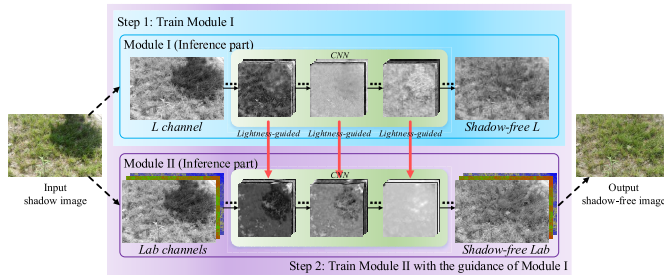 Step 1: Train Module I
Module I (Inference part)
CNN
L channel
Lightness-guided
Lightness-guided
Lightness-guided
Shadow-free L
Input
shadow image
Output
shadow-free image
Module II (Inference part)
CNN
Lab channels
Shadow-free Lab
Step 2: Train Module II with the guidance of Module I